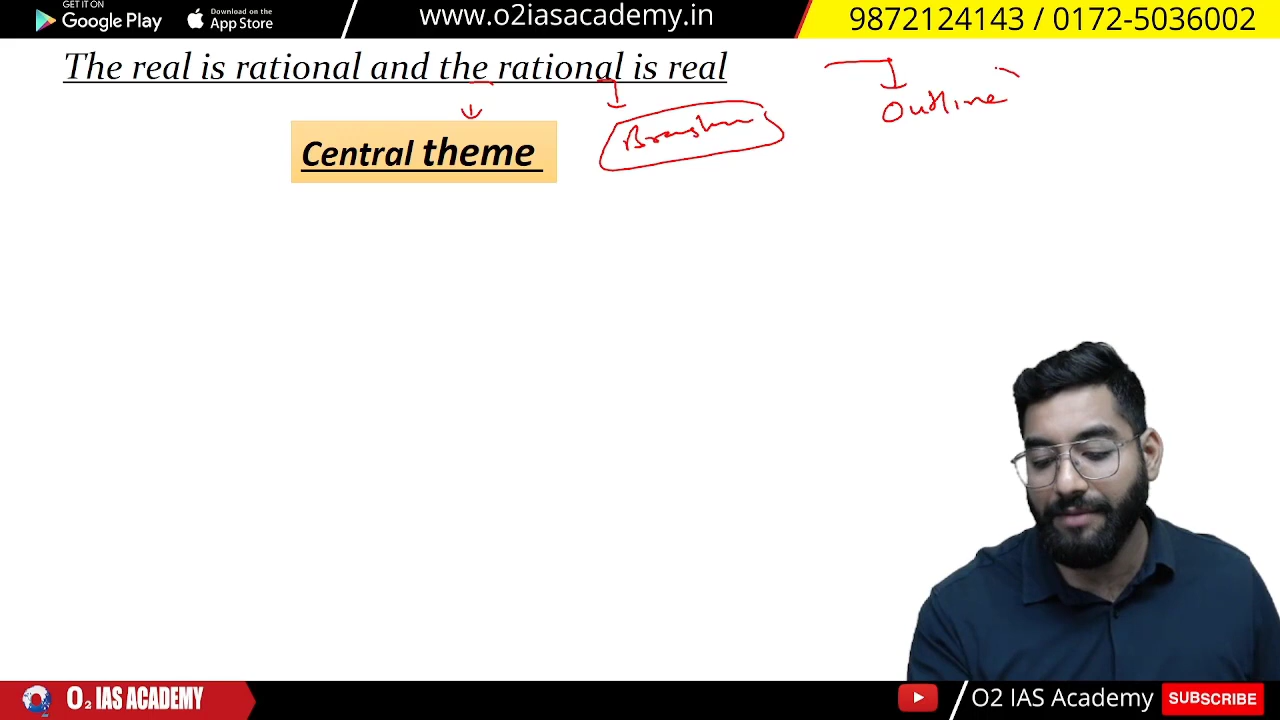 GET IT ON
Google Play
Download on the
App Store
www.o2iasacademy.in
9872124143 / 0172-5036002
The real is rational and the rational is real
Outline
Central theme
O₂ IAS ACADEMY
O2 IAS Academy
SUBSCRIBE